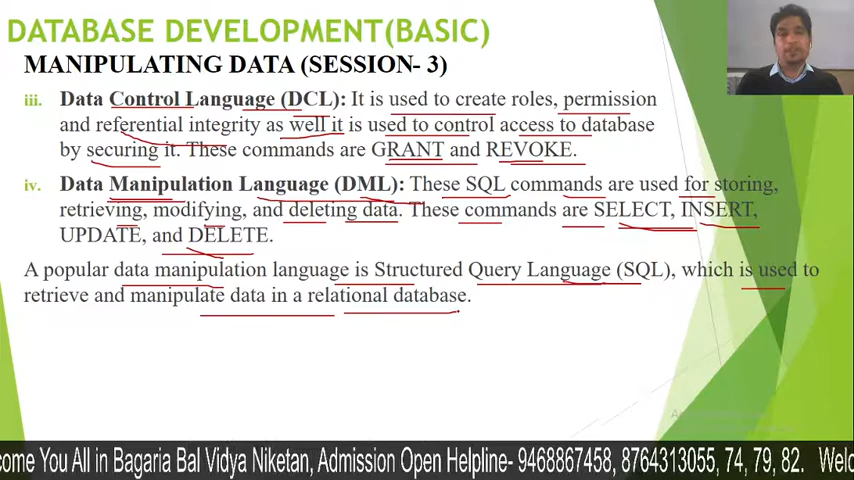 DATABASE DEVELOPMENT(BASIC)
MANIPULATING DATA (SESSION- 3)
iii. Data Control Language (DCL): It is used to create roles, permission
and referential integrity as well it is used to control access to database
by securing it. These commands are GRANT and REVOKE.
iv. Data Manipulation Language (DML): These SQL commands are used for storing,
retrieving, modifying, and deleting data. These commands are SELECT, INSERT,
UPDATE, and DELETE.
A popular data manipulation language is Structured Query Language (SQL), which is used to
retrieve and manipulate data in a relational database.
come You All in Bagaria Bal Vidya Niketan, Admission Open Helpline- 9468867458, 8764313055, 74, 79, 82. Welc